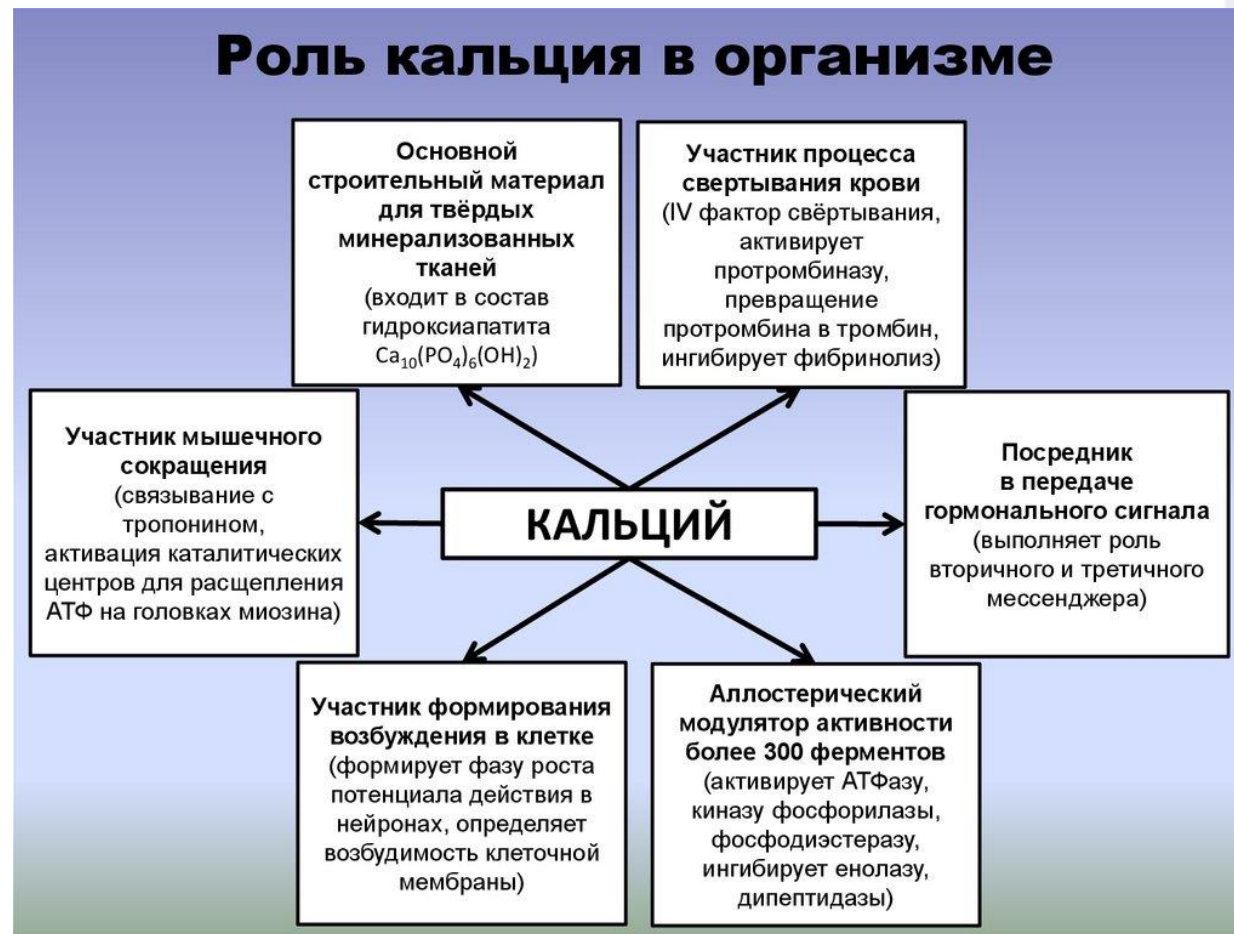 Роль кальция в организме
Основной
строительный материал
для твёрдых
минерализованных
тканей
(входит в состав
гидроксиапатита
Ca₁₀(PO₄)₆(OH)₂)
Участник процесса
свертывания крови
(IV фактор свёртывания,
активирует
протромбиназу,
превращение
протромбина в тромбин,
ингибирует фибринолиз)
Участник мышечного
сокращения
(связывание с
тропонином,
активация каталитических
центров для расщепления
АТФ на головках миозина)
КАЛЬЦИЙ
Посредник
в передаче
гормонального сигнала
(выполняет роль
вторичного и третичного
мессенджера)
Участник формирования
возбуждения в клетке
(формирует фазу роста
потенциала действия в
нейронах, определяет
возбудимость клеточной
мембраны)
Аллостерический
модулятор активности
более 300 ферментов
(активирует АТФазу,
киназу фосфорилазы,
фосфодиэстеразу,
ингибирует енолазу,
дипептидазы)